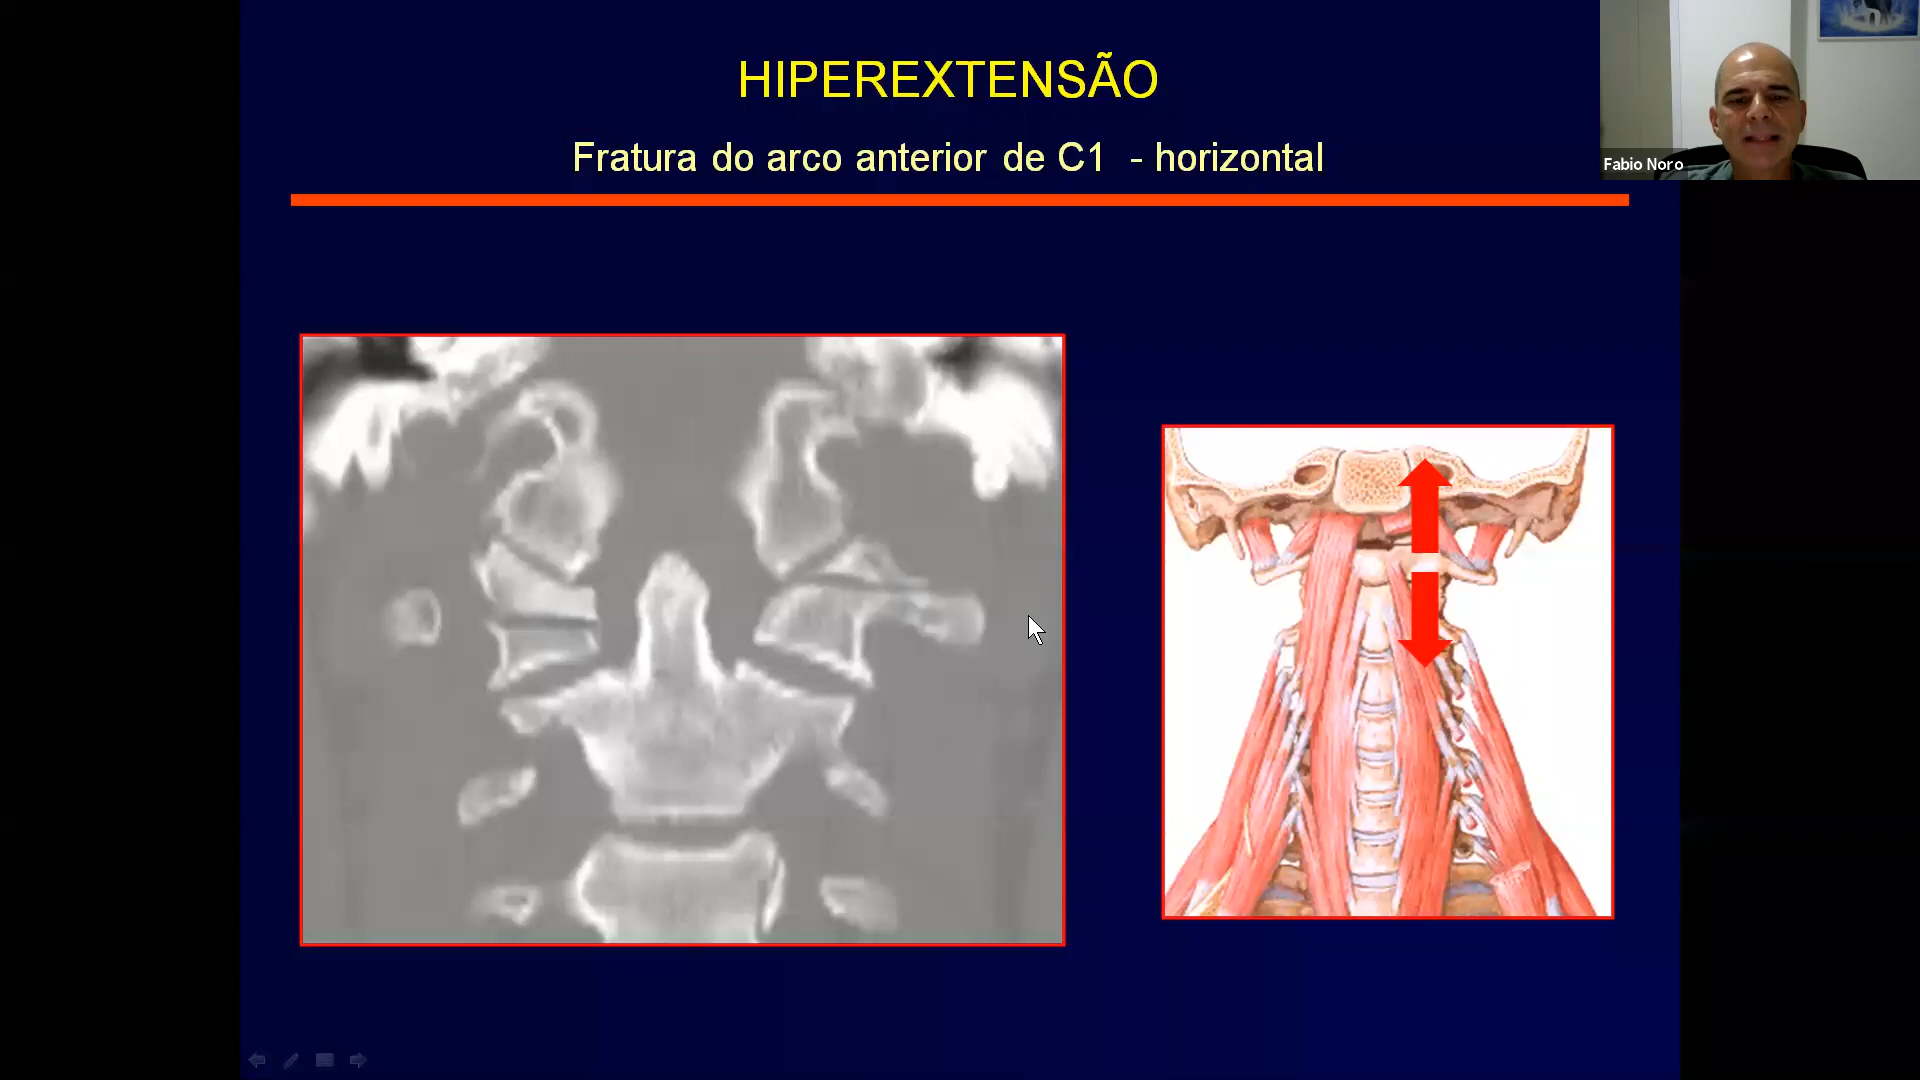 HIPEREXTENSÃO
Fratura do arco anterior de C1 - horizontal
Fabio Noro